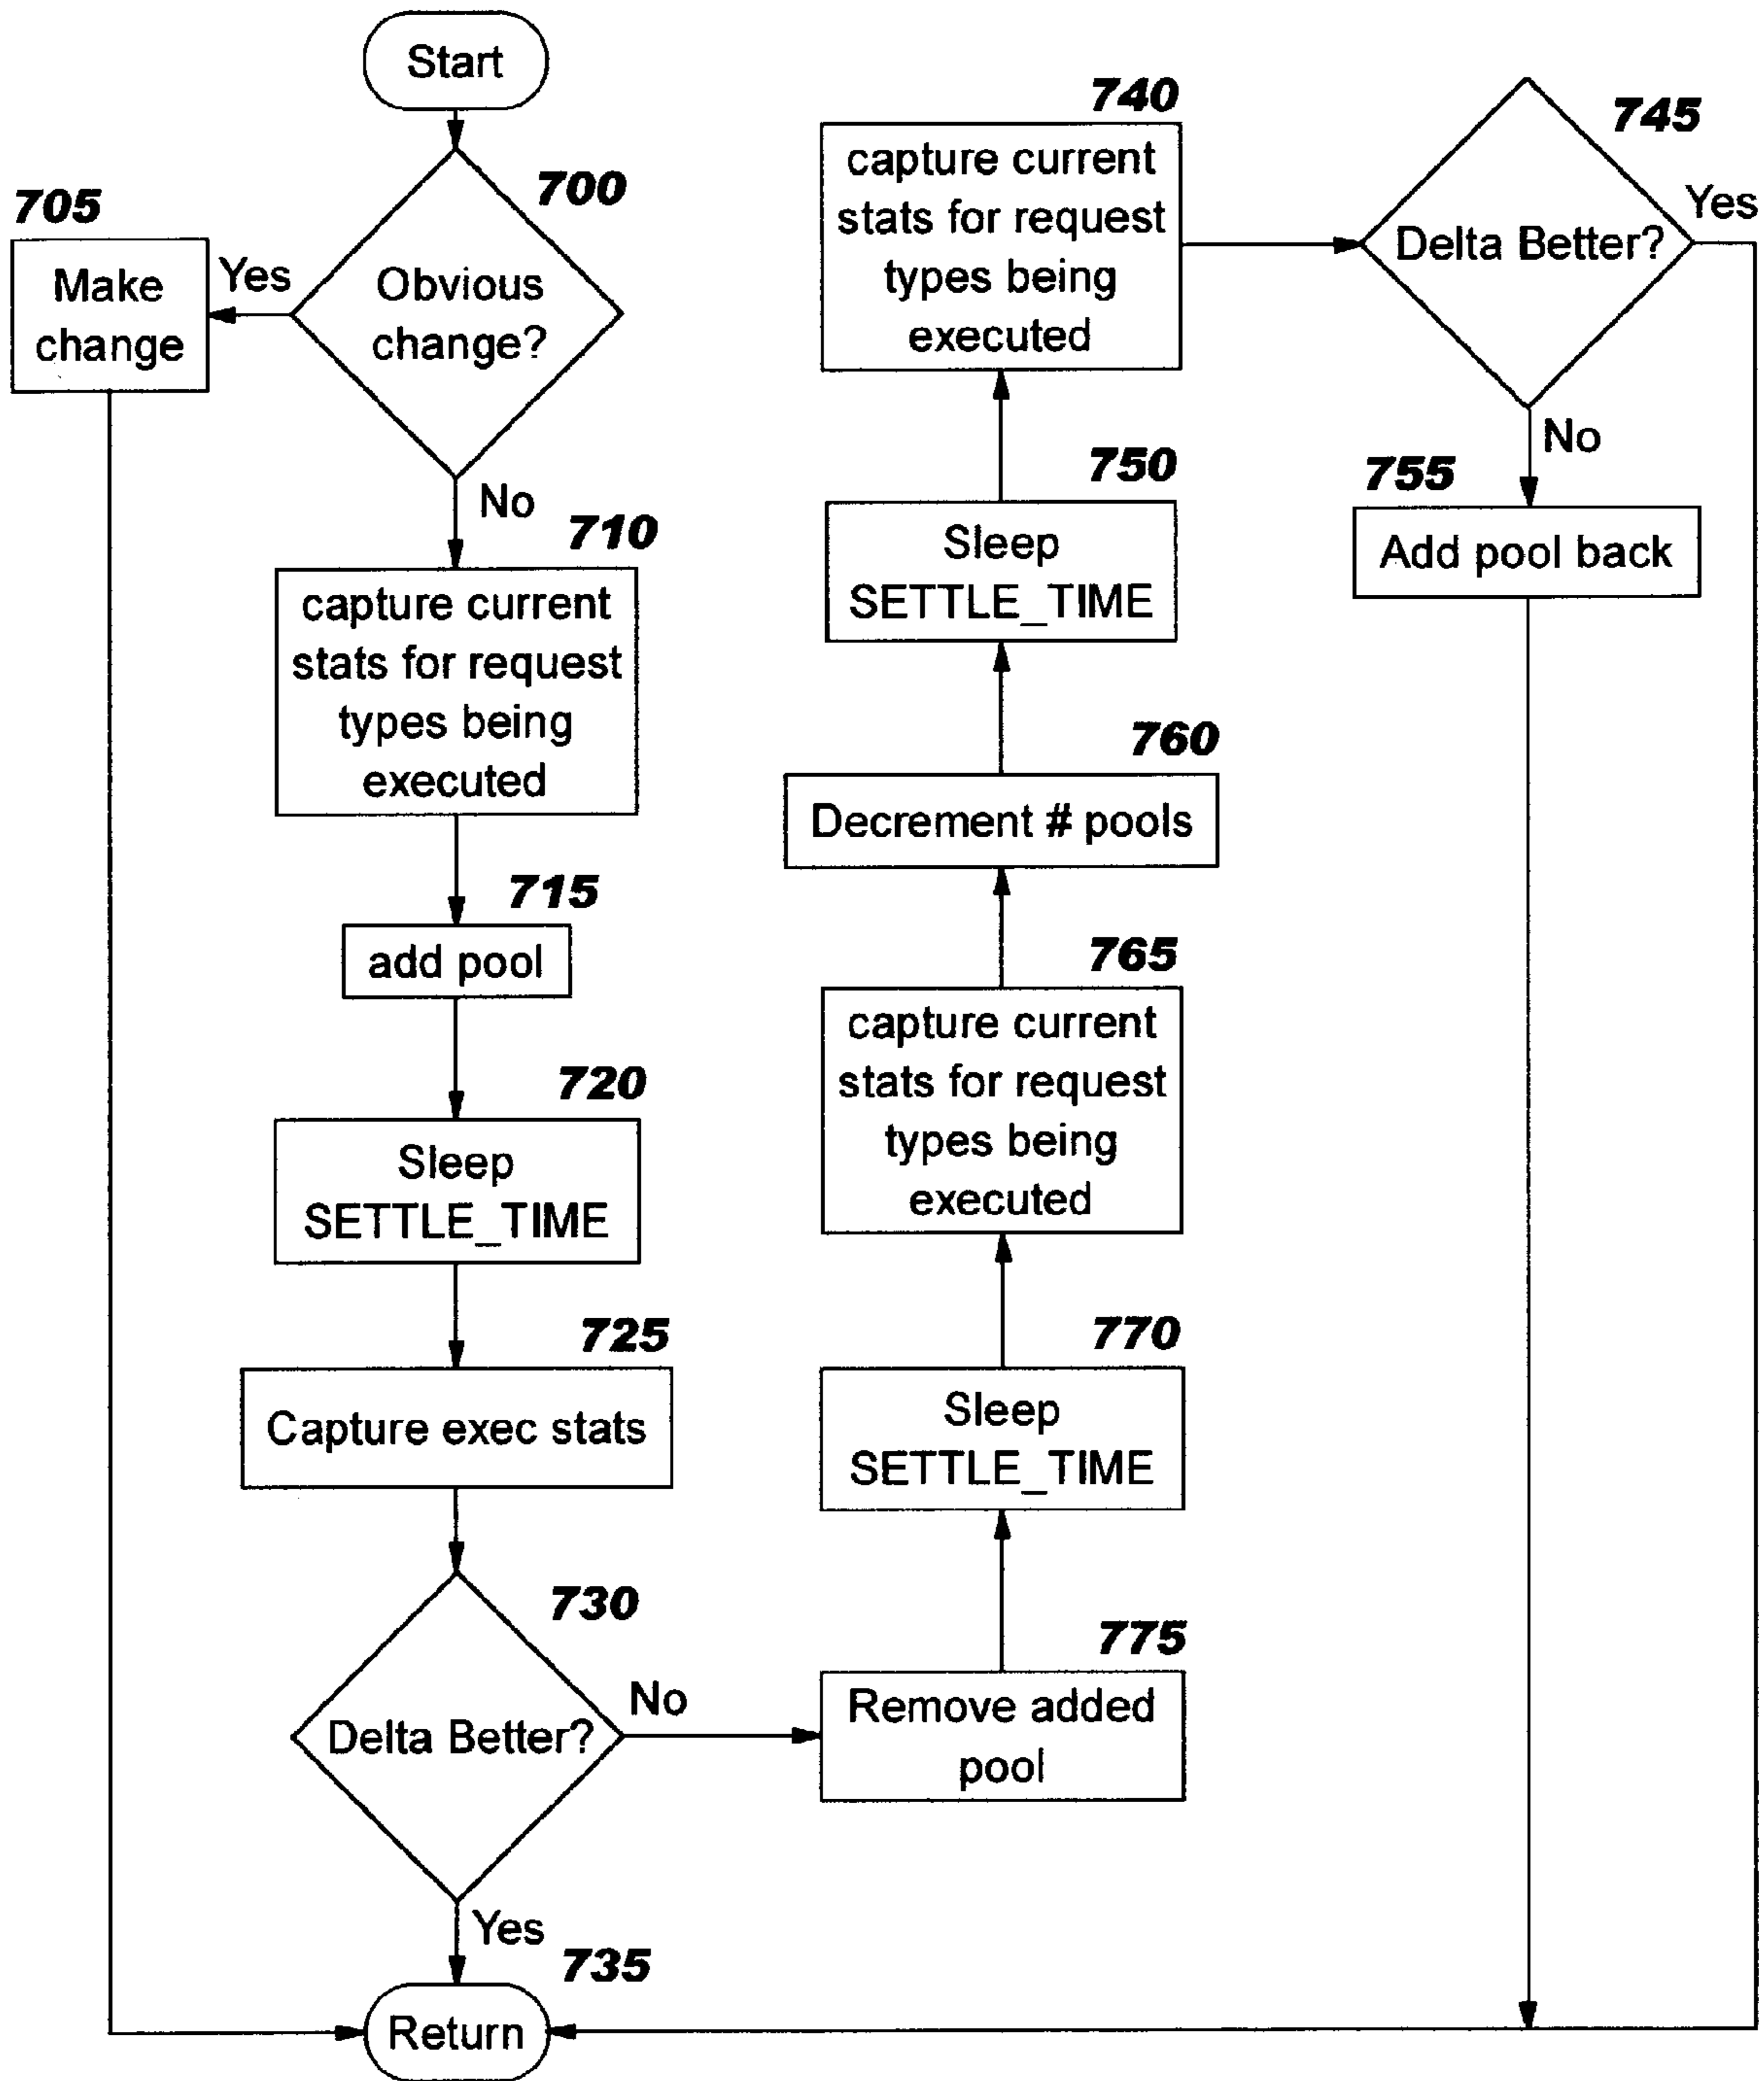 Start
700
705
Make
change
Yes
Obvious
change?
No
710
capture current
stats for request
types being
executed
715
add pool
720
Sleep
SETTLE_TIME
725
Capture exec stats
730
Delta Better?
No
Yes
735
Return
775
Remove added
pool
770
Sleep
SETTLE_TIME
765
capture current
stats for request
types being
executed
760
Decrement # pools
750
Sleep
SETTLE_TIME
740
capture current
stats for request
types being
executed
745
Delta Better?
Yes
No
755
Add pool back